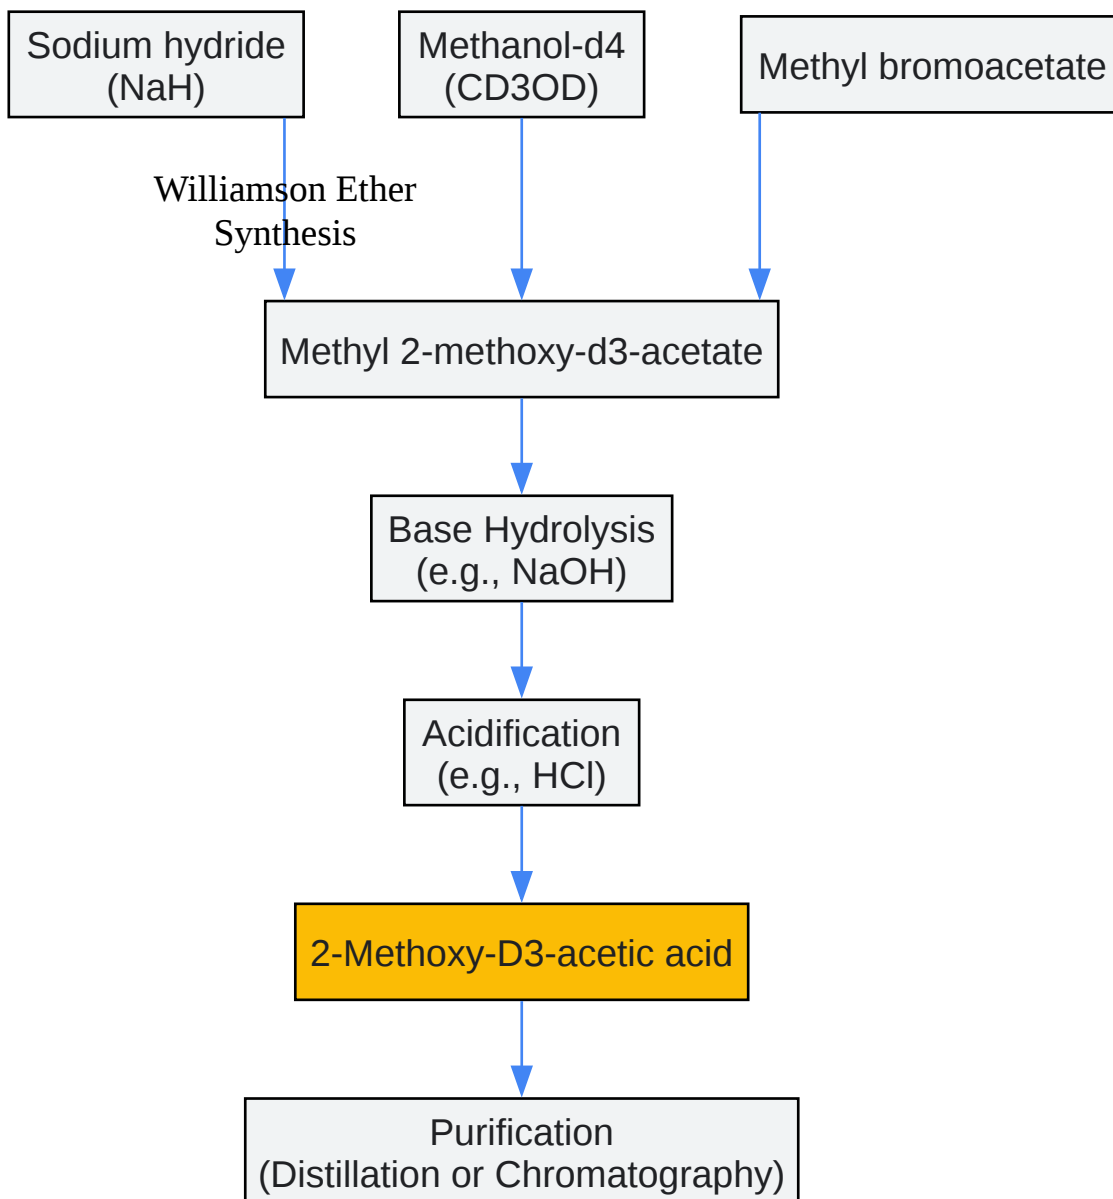 Sodium hydride
(NaH)
Methanol-d4
(CD3OD)
Methyl bromoacetate
Williamson Ether
Synthesis
Methyl 2-methoxy-d3-acetate
Base Hydrolysis
(e.g., NaOH)
Acidification
(e.g., HCl)
2-Methoxy-D3-acetic acid
Purification
(Distillation or Chromatography)